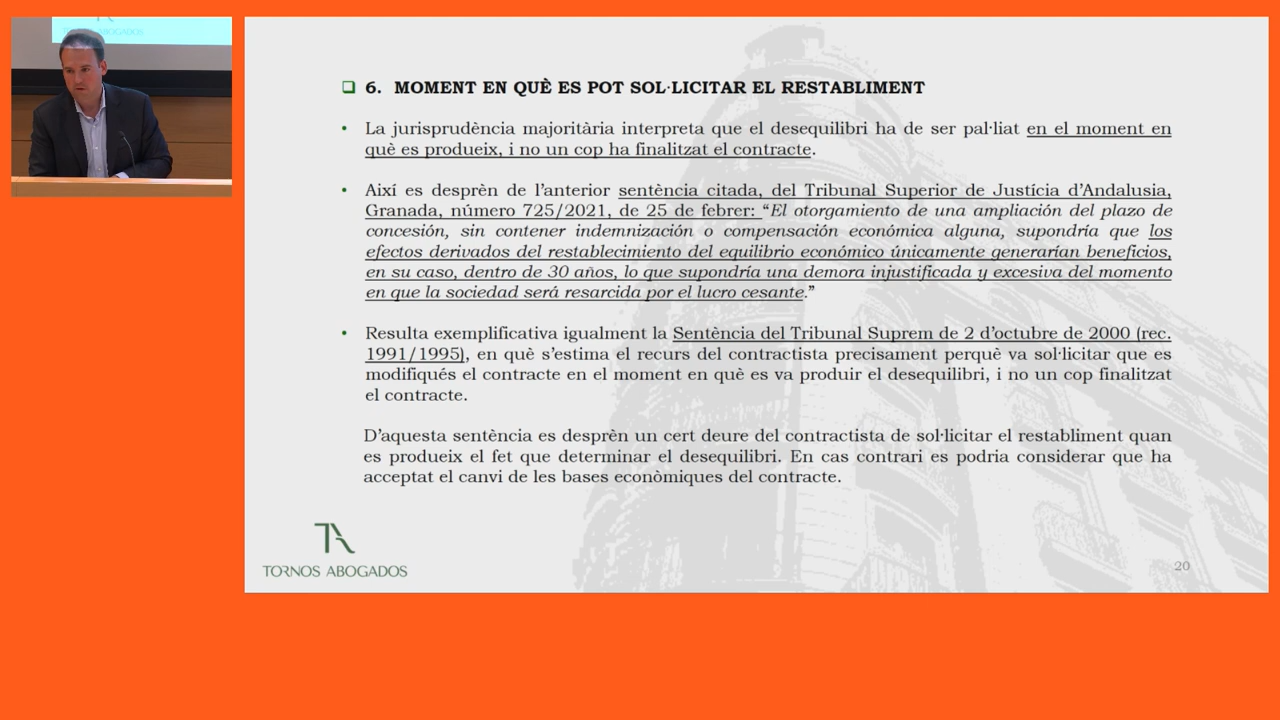 ABOGADOS
6. MOMENT EN QUÈ ES POT SOL·LICITAR EL RESTABLIMENT
• La jurisprudència majoritària interpreta que el desequilibri ha de ser pal·liat en el moment en
què es produeix, i no un cop ha finalitzat el contracte.
• Així es desprèn de l’anterior sentència citada, del Tribunal Superior de Justícia d’Andalusia,
Granada, número 725/2021, de 25 de febrer: “El otorgamiento de una ampliación del plazo de
concesión, sin contener indemnización o compensación económica alguna, supondría que los
efectos derivados del restablecimiento del equilibrio económico únicamente generarían beneficios,
en su caso, dentro de 30 años, lo que supondría una demora injustificada y excesiva del momento
en que la sociedad será resarcida por el lucro cesante.”
• Resulta exemplificativa igualment la Sentència del Tribunal Suprem de 2 d’octubre de 2000 (rec.
1991/1995), en què s’estima el recurs del contractista precisament perquè va sol·licitar que es
modifiqués el contracte en el moment en què es va produir el desequilibri, i no un cop finalitzat
el contracte.
D’aquesta sentència es desprèn un cert deure del contractista de sol·licitar el restabliment quan
es produeix el fet que determinar el desequilibri. En cas contrari es podria considerar que ha
acceptat el canvi de les bases econòmiques del contracte.
TA
TORNOS ABOGADOS
20